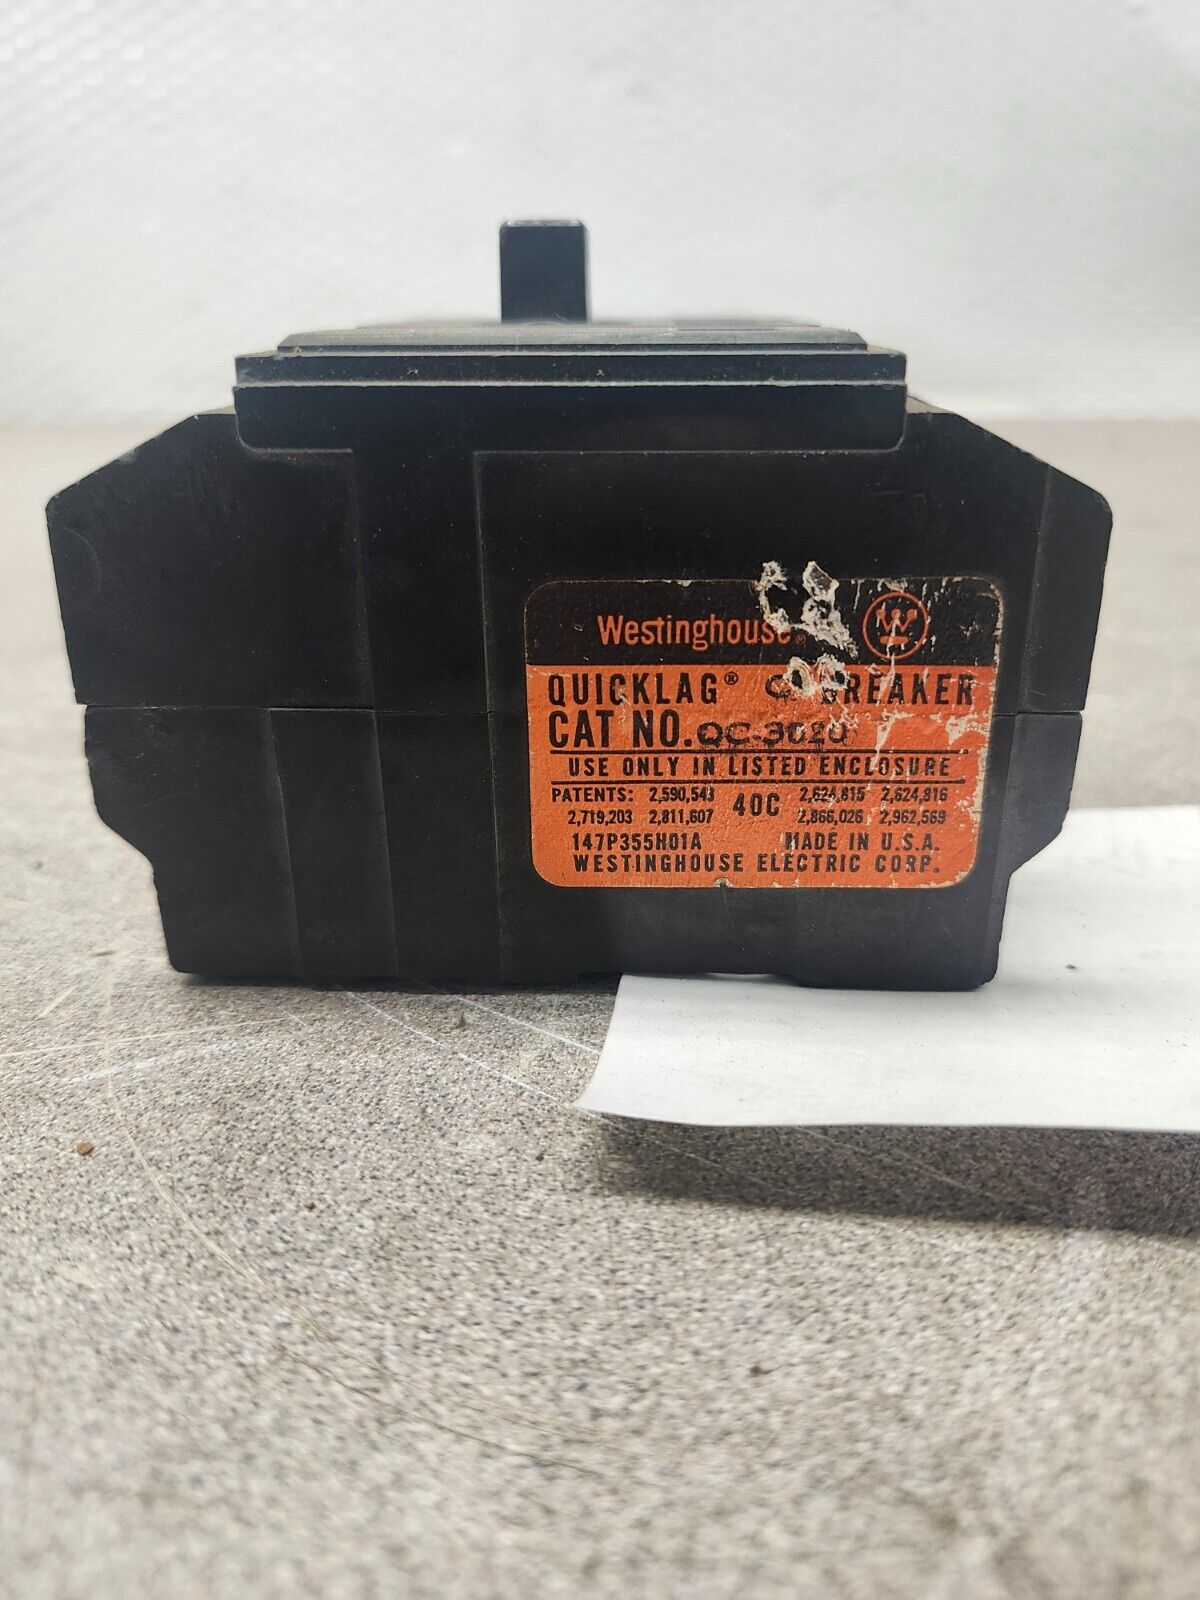 Westinghouse
W
QUICKLAG® BREAKER
CAT NO. QC-3020
USE ONLY IN LISTED ENCLOSURE
PATENTS: 2,590,543 40C 2,624,815 2,624,816
2,719,203 2,811,607 2,866,026 2,962,569
147P355H01A MADE IN U.S.A.
WESTINGHOUSE ELECTRIC CORP.